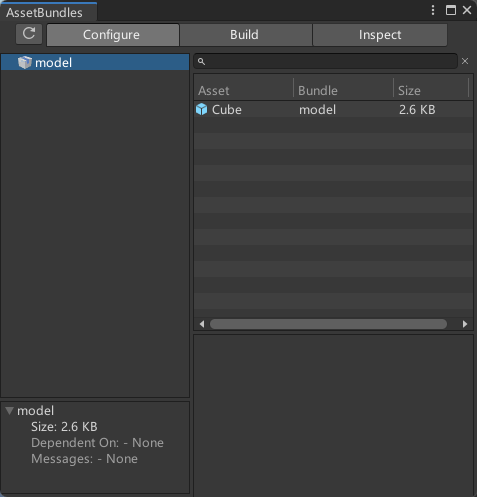 AssetBundles
Configure Build Inspect
model
Asset Bundle Size
Cube model 2.6 KB
model
Size: 2.6 KB
Dependent On: - None
Messages: - None